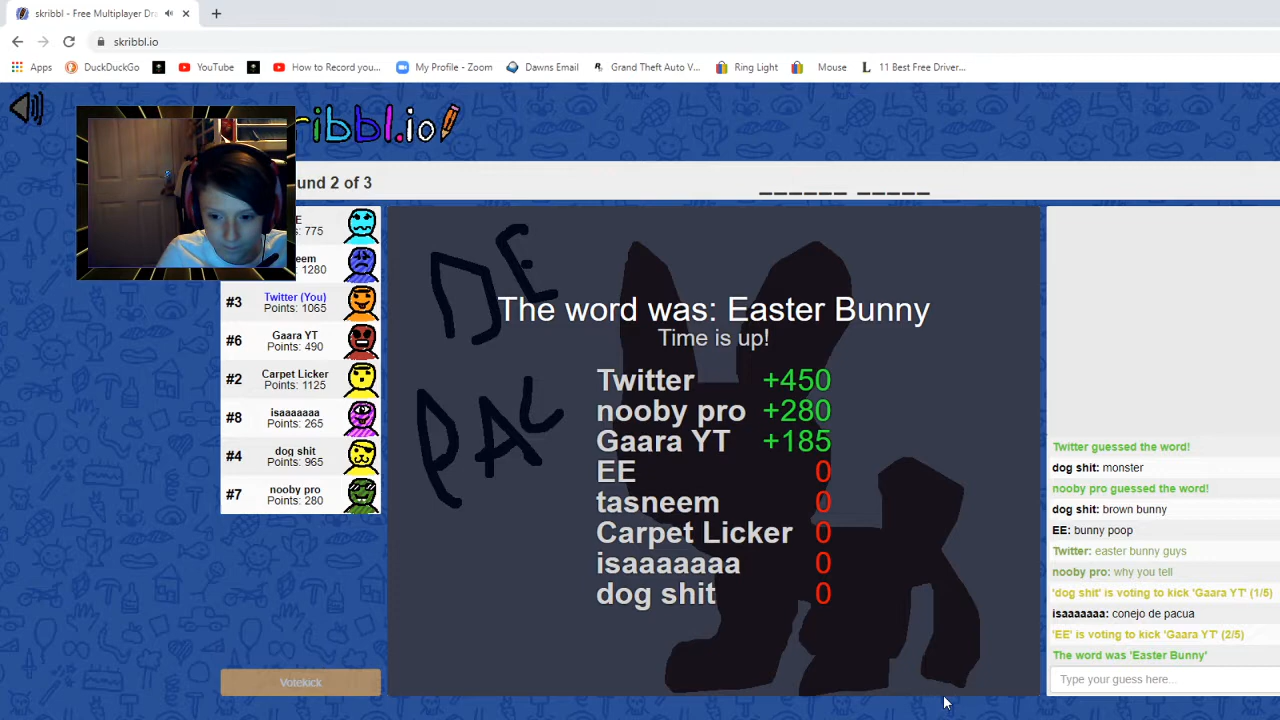 skribbl - Free Multiplayer Dra
skribbl.io
Apps DuckDuckGo YouTube How to Record you... My Profile - Zoom Dawns Email Grand Theft Auto V... Ring Light Mouse 11 Best Free Driver...
ribbl.io
und 2 of 3
______ _____
E
: 775
eem
1280
#3 Twitter (You)
Points: 1065
#6 Gaara YT
Points: 490
#2 Carpet Licker
Points: 1125
#8 isaaaaaaa
Points: 265
#4 dog shit
Points: 965
#7 nooby pro
Points: 280
Votekick
DE
PAC
The word was: Easter Bunny
Time is up!
Twitter +450
nooby pro +280
Gaara YT +185
EE 0
tasneem 0
Carpet Licker 0
isaaaaaaa 0
dog shit 0
Twitter guessed the word!
dog shit: monster
nooby pro guessed the word!
dog shit: brown bunny
EE: bunny poop
Twitter: easter bunny guys
nooby pro: why you tell
'dog shit' is voting to kick 'Gaara YT' (1/5)
isaaaaaaa: conejo de pacua
'EE' is voting to kick 'Gaara YT' (2/5)
The word was 'Easter Bunny'
Type your guess here...